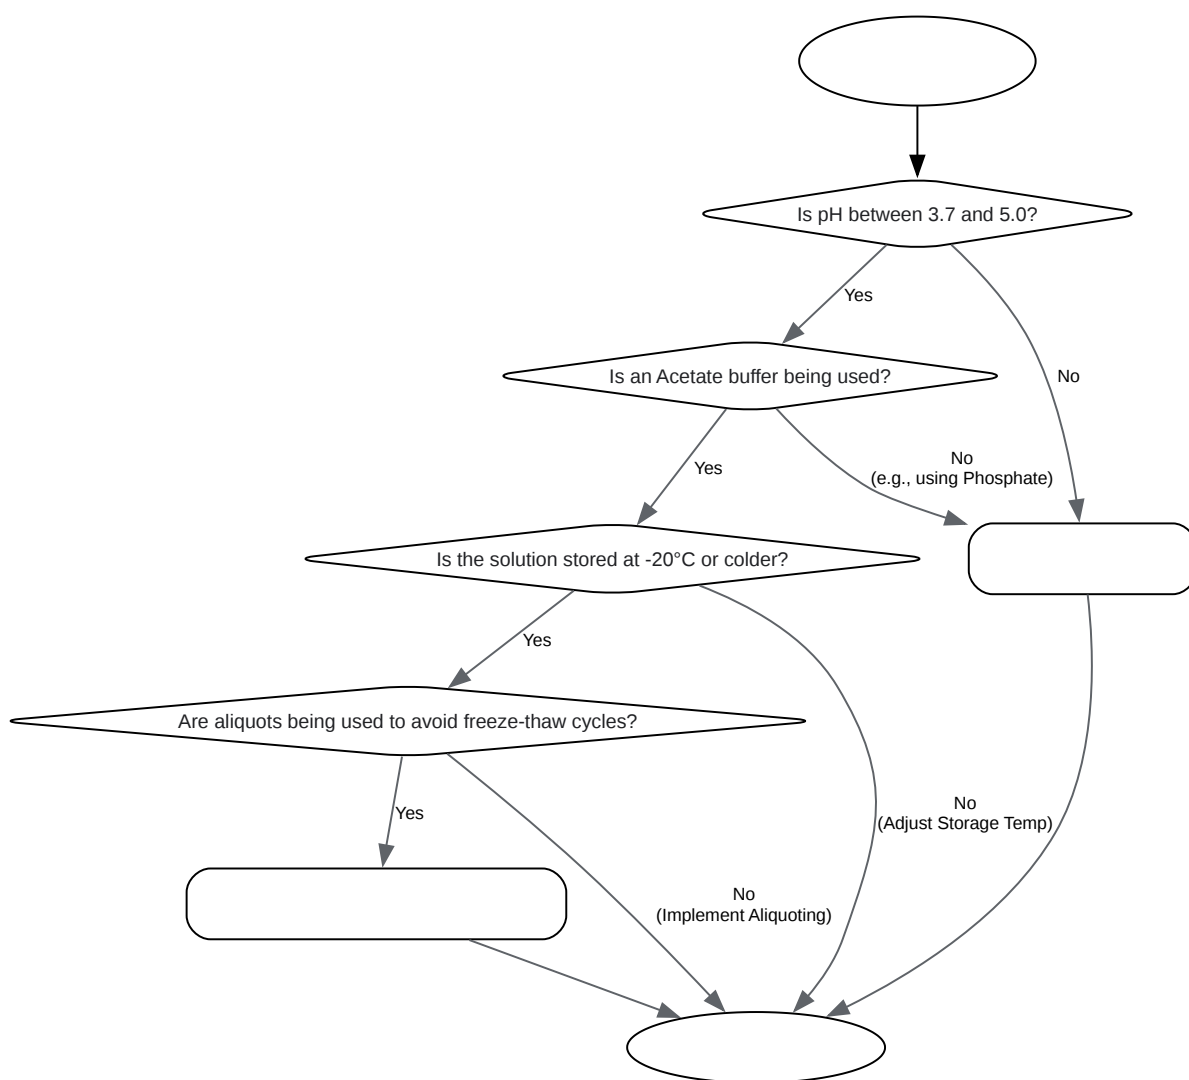 Is pH between 3.7 and 5.0?
Yes
Is an Acetate buffer being used?
No
No
(e.g., using Phosphate)
Yes
Is the solution stored at -20°C or colder?
Yes
Are aliquots being used to avoid freeze-thaw cycles?
Yes
No
(Adjust Storage Temp)
No
(Implement Aliquoting)